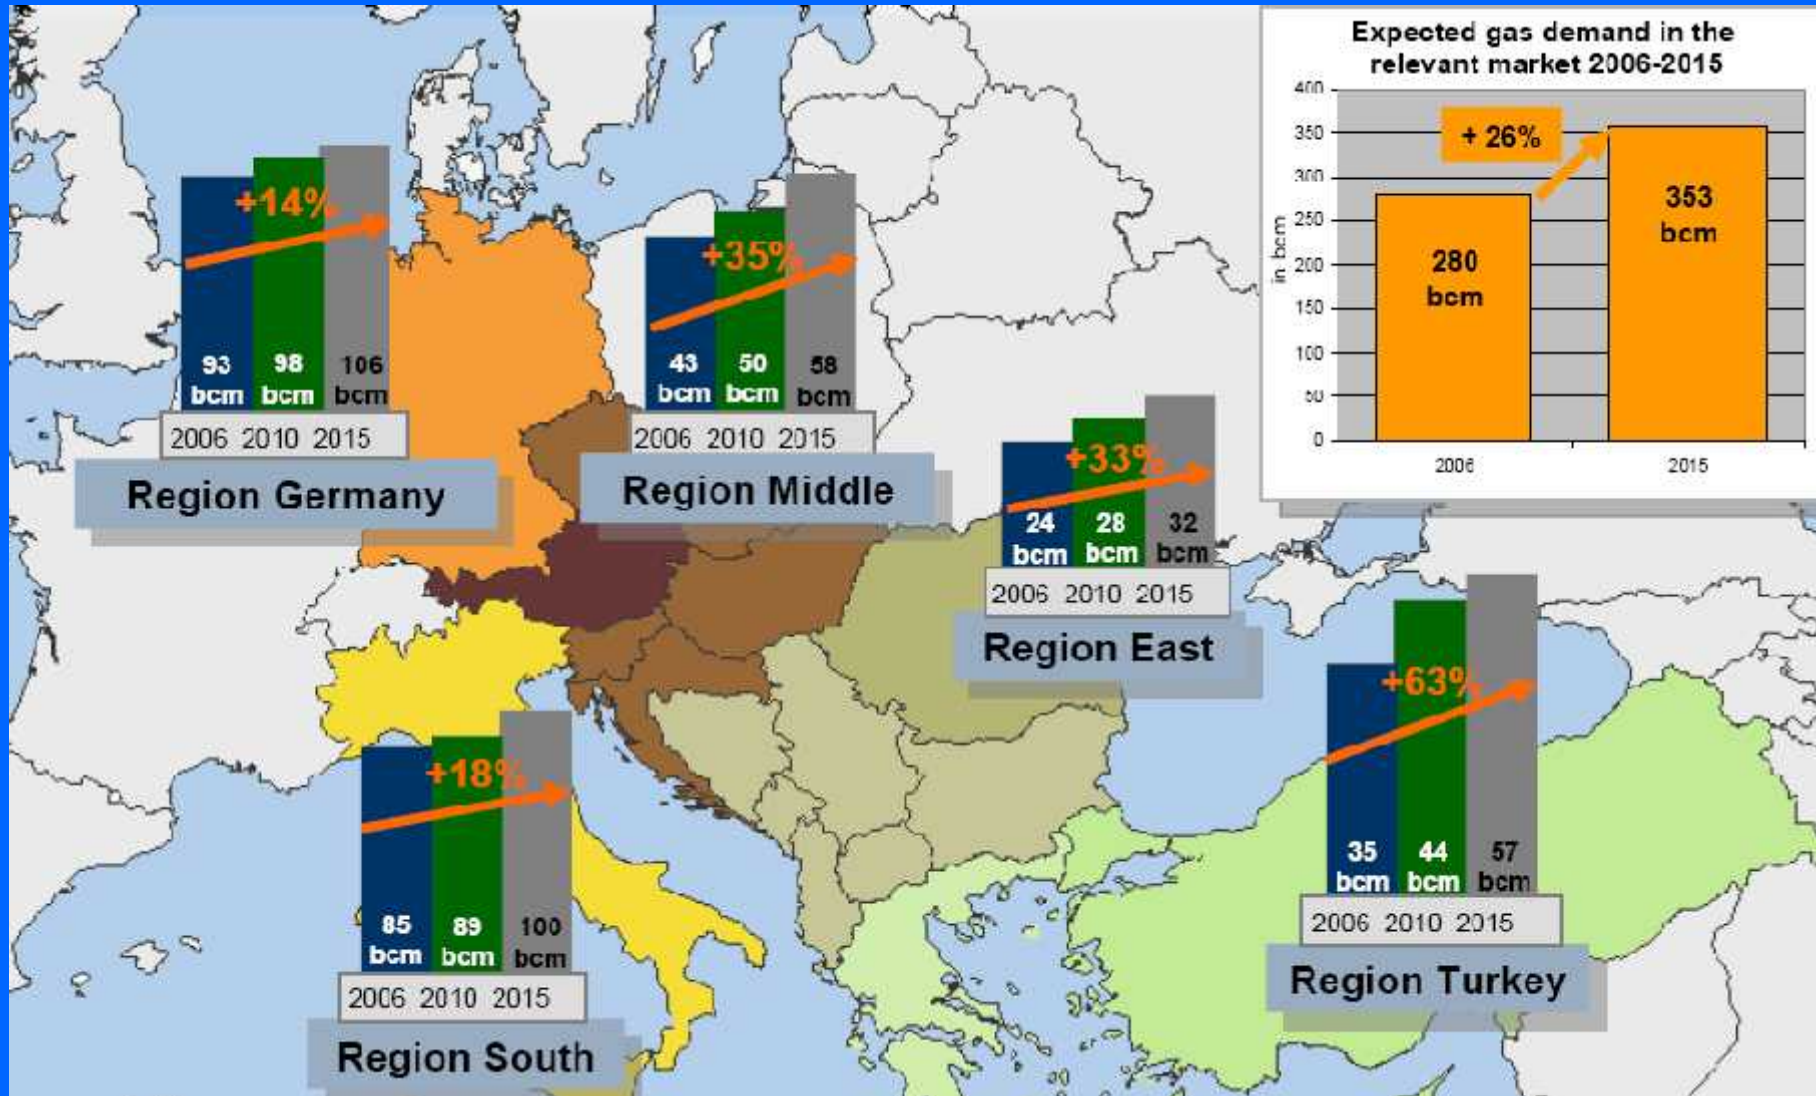 Expected gas demand in the
relevant market 2006-2015
400
350
300
250
200
150
100
50
0
in bcm
+ 26%
280
bcm
353
bcm
2006
2015
+14%
93
bcm
98
bcm
106
bcm
2006 2010 2015
Region Germany
+35%
43
bcm
50
bcm
58
bcm
2006 2010 2015
Region Middle
+33%
24
bcm
28
bcm
32
bcm
2006 2010 2015
Region East
+63%
35
bcm
44
bcm
57
bcm
2006 2010 2015
Region Turkey
+18%
85
bcm
89
bcm
100
bcm
2006 2010 2015
Region South